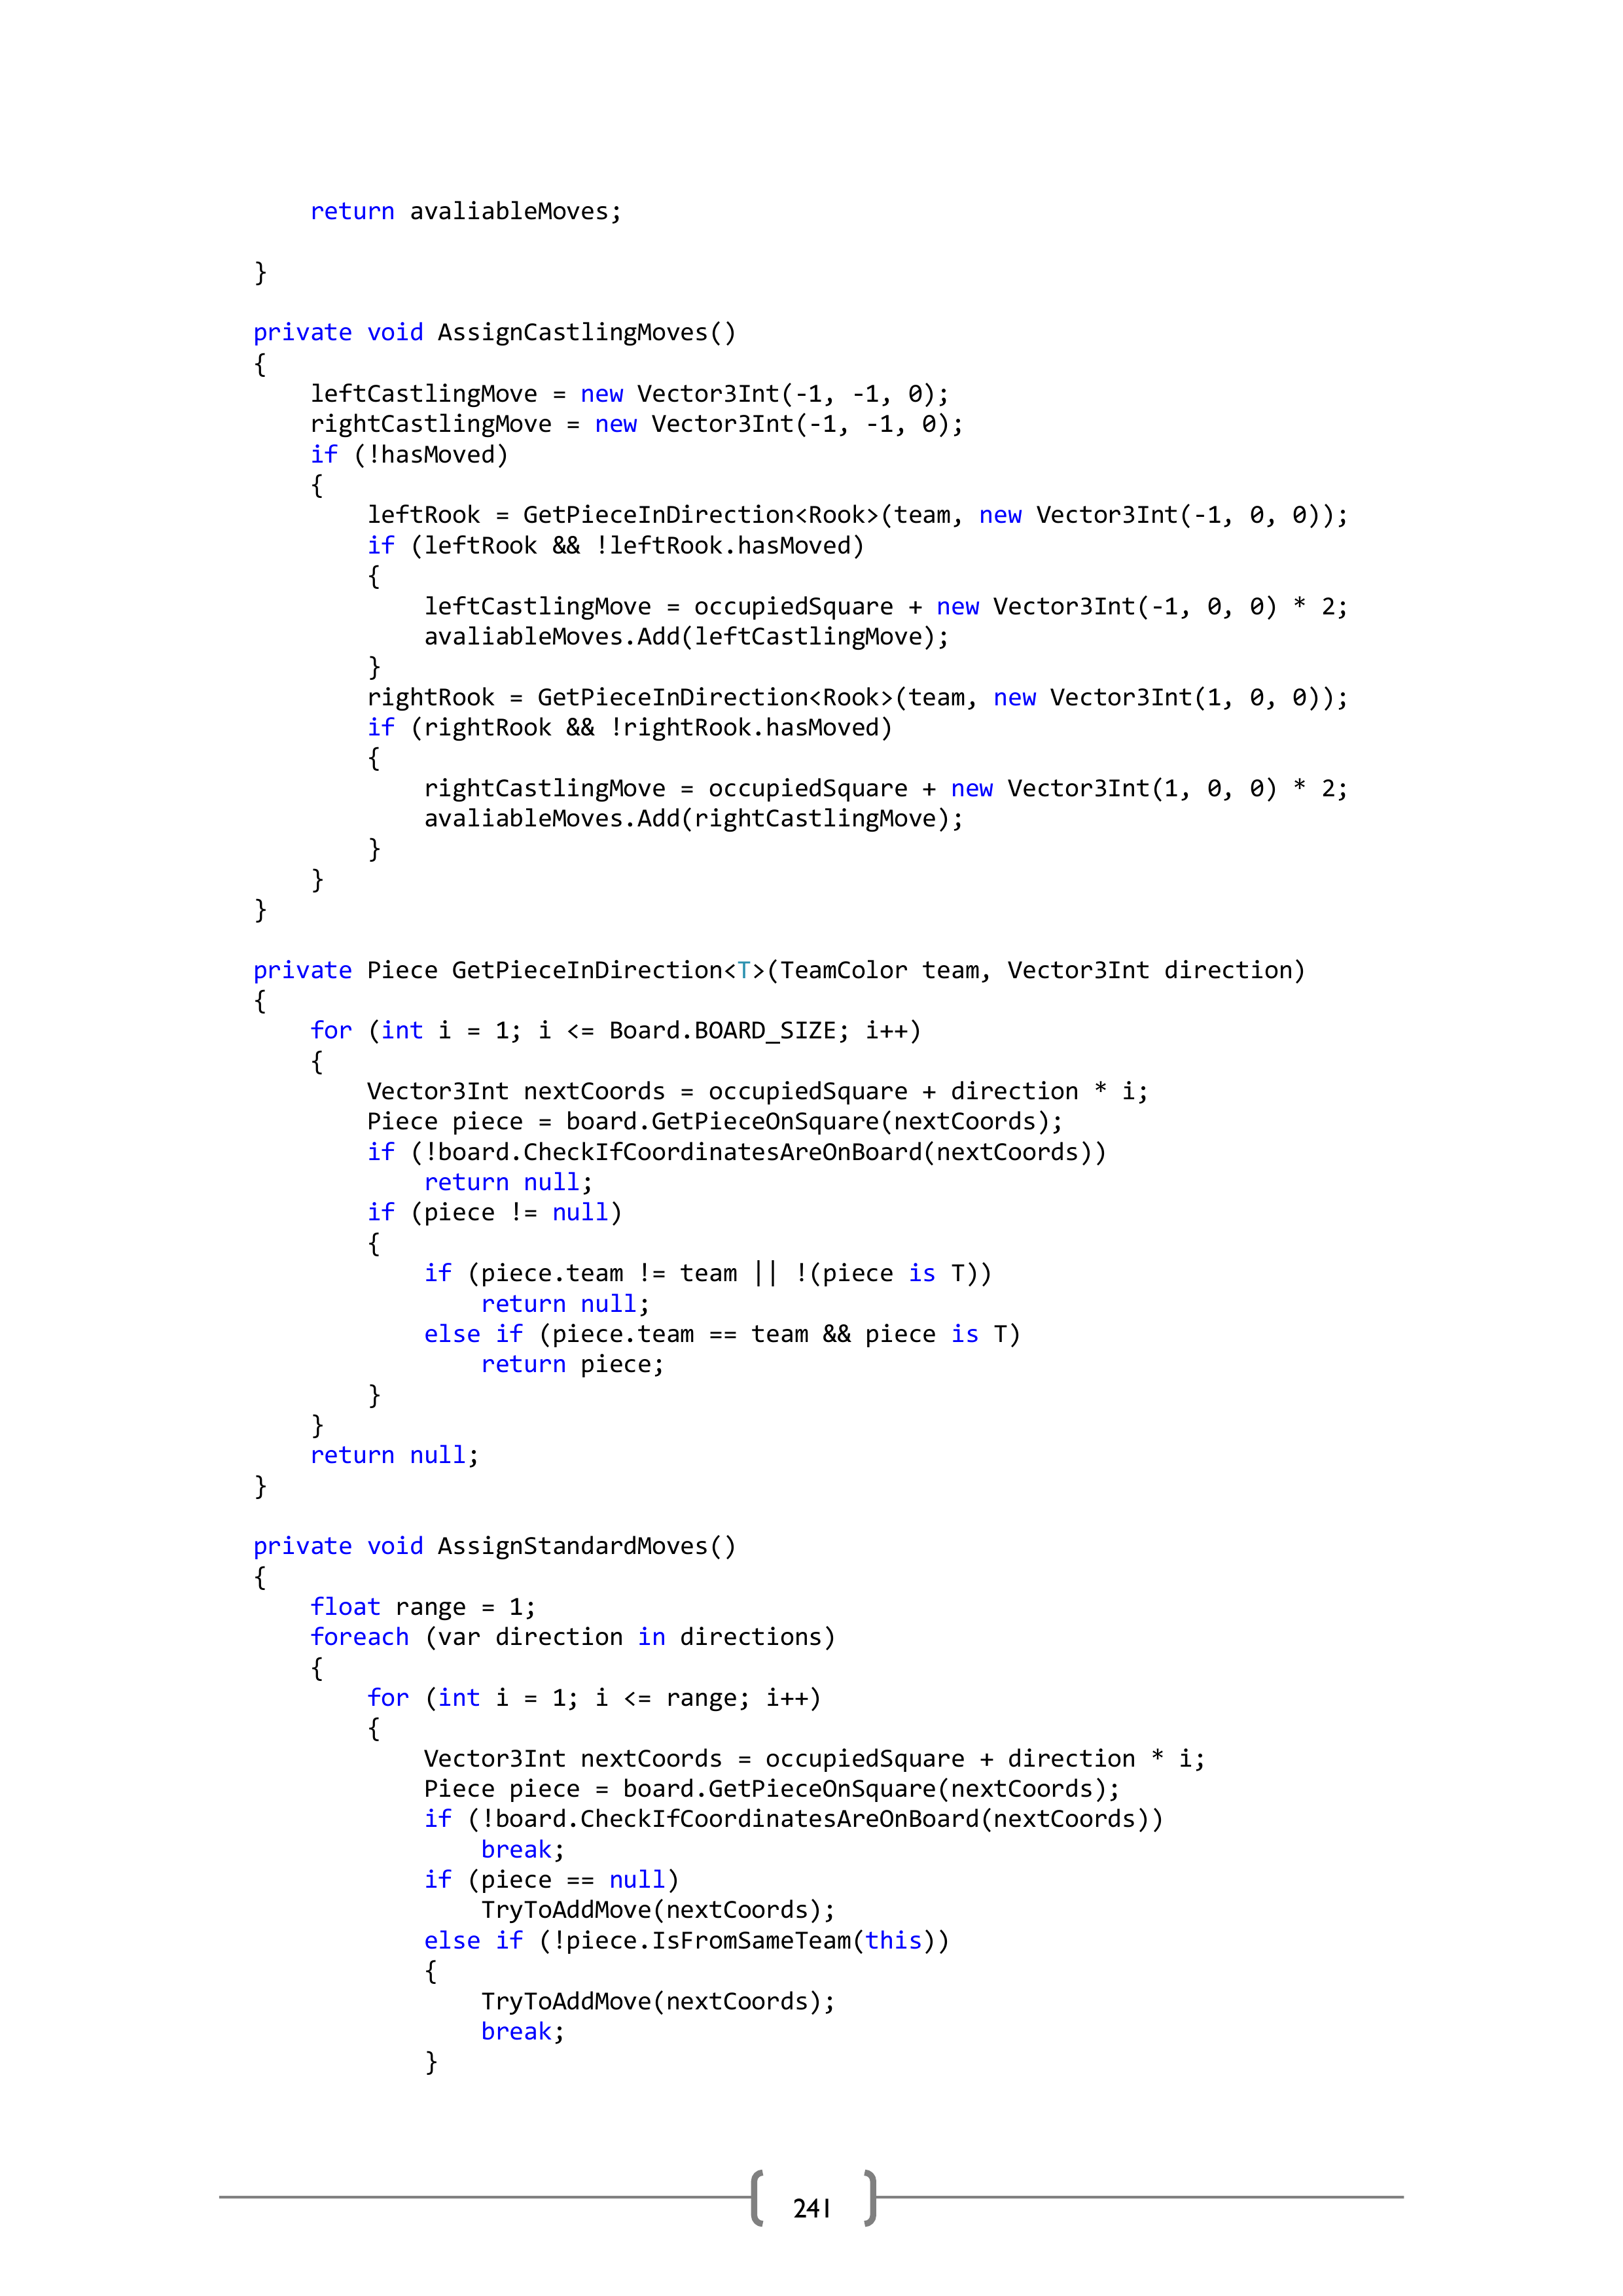 return avaliableMoves;
}
private void AssignCastlingMoves()
{
leftCastlingMove = new Vector3Int(-1, -1, 0);
rightCastlingMove = new Vector3Int(-1, -1, 0);
if (!hasMoved)
{
leftRook = GetPieceInDirection<Rook>(team, new Vector3Int(-1, 0, 0));
if (leftRook && !leftRook.hasMoved)
{
leftCastlingMove = occupiedSquare + new Vector3Int(-1, 0, 0) * 2;
avaliableMoves.Add(leftCastlingMove);
}
rightRook = GetPieceInDirection<Rook>(team, new Vector3Int(1, 0, 0));
if (rightRook && !rightRook.hasMoved)
{
rightCastlingMove = occupiedSquare + new Vector3Int(1, 0, 0) * 2;
avaliableMoves.Add(rightCastlingMove);
}
}
}
private Piece GetPieceInDirection<T>(TeamColor team, Vector3Int direction)
{
for (int i = 1; i <= Board.BOARD_SIZE; i++)
{
Vector3Int nextCoords = occupiedSquare + direction * i;
Piece piece = board.GetPieceOnSquare(nextCoords);
if (!board.CheckIfCoordinatesAreOnBoard(nextCoords))
return null;
if (piece != null)
{
if (piece.team != team || !(piece is T))
return null;
else if (piece.team == team && piece is T)
return piece;
}
}
return null;
}
private void AssignStandardMoves()
{
float range = 1;
foreach (var direction in directions)
{
for (int i = 1; i <= range; i++)
{
Vector3Int nextCoords = occupiedSquare + direction * i;
Piece piece = board.GetPieceOnSquare(nextCoords);
if (!board.CheckIfCoordinatesAreOnBoard(nextCoords))
break;
if (piece == null)
TryToAddMove(nextCoords);
else if (!piece.IsFromSameTeam(this))
{
TryToAddMove(nextCoords);
break;
}
241